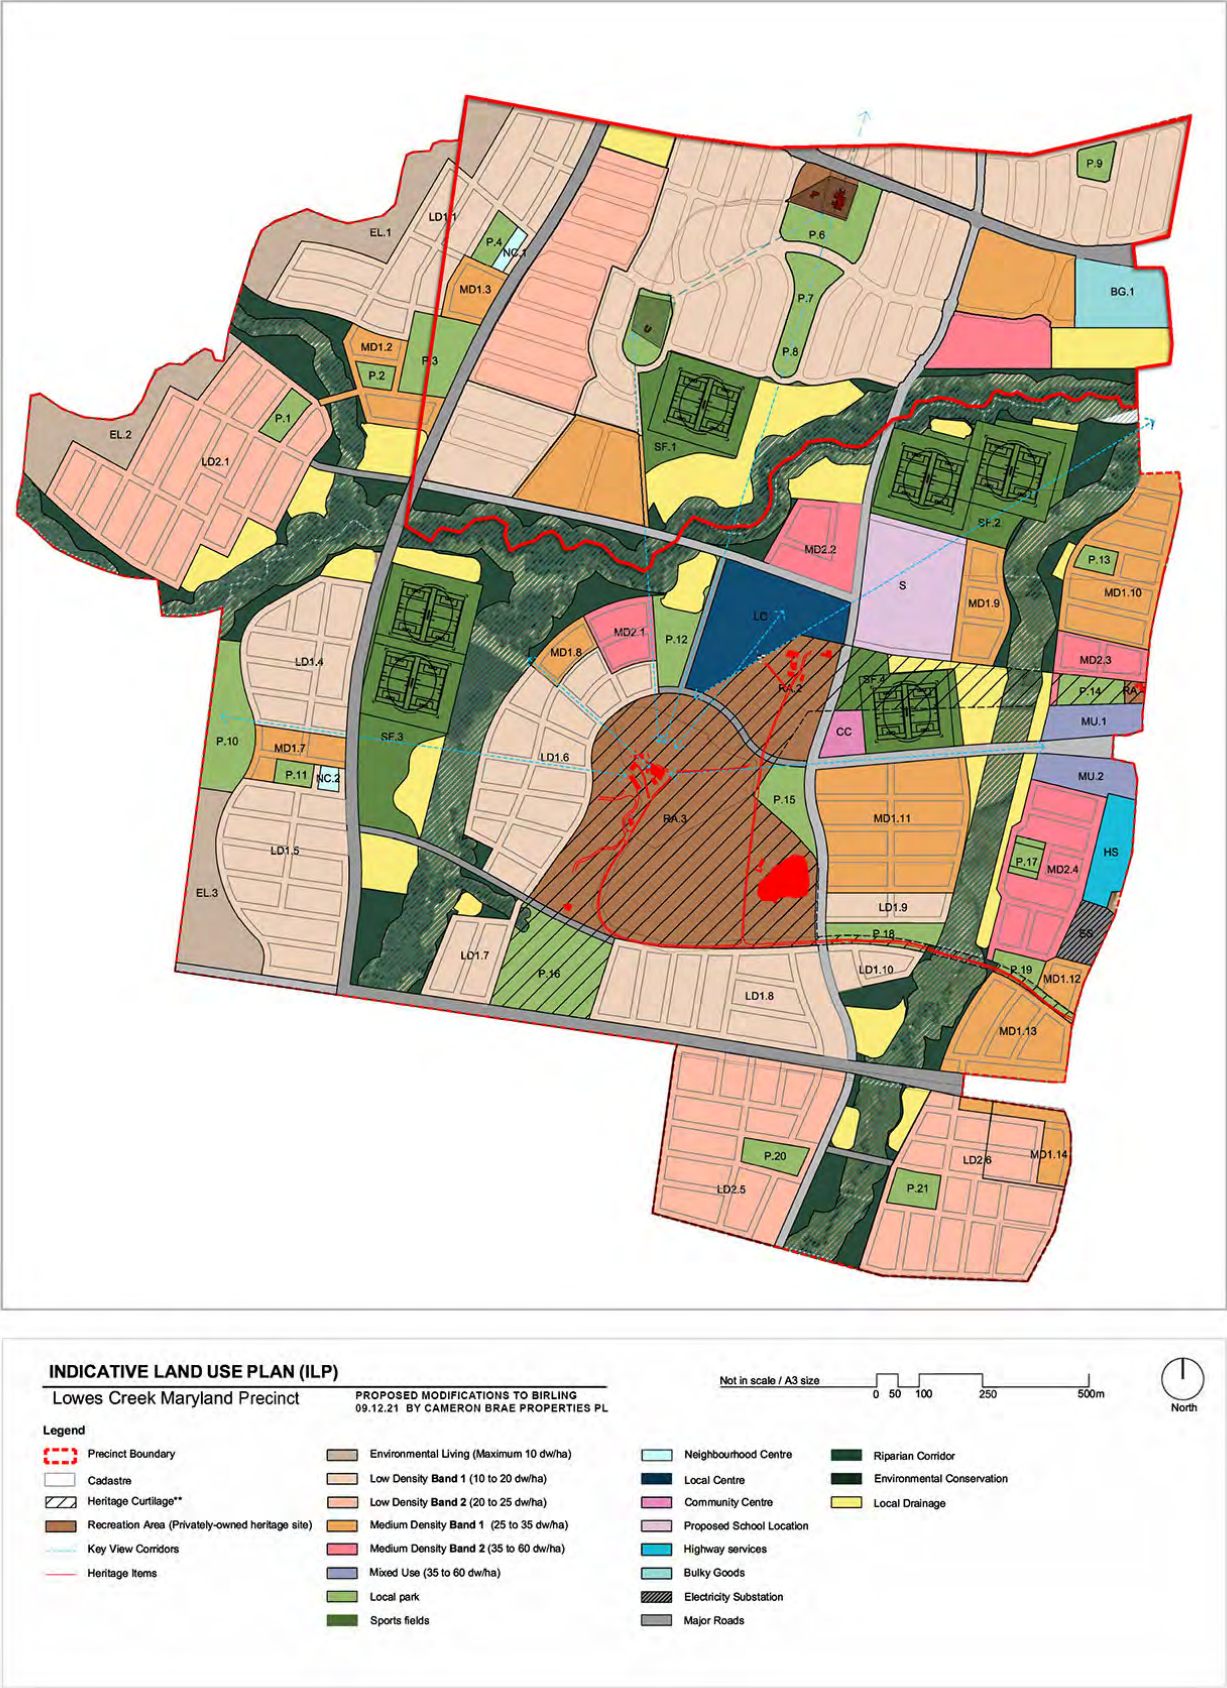 P.9
EL.1
LD1.1
P.4
NC.1
P.6
MD1.3
P.7
BG.1
MD1.2
P.3
P.8
P.2
P.1
EL.2
SF.1
LD2.1
SF.2
MD2.2
P.13
S
MD1.10
MD1.9
LC
MD2.1
P.12
MD1.8
LD1.4
MD2.3
SF.4
RA.2
P.14
RA
MU.1
CC
SF.3
P.10
MD1.7
LD1.6
P.11
NC.2
MU.2
P.15
RA.3
MD1.11
LD1.5
HS
P.17
MD2.4
EL.3
LD1.9
P.18
ES
LD1.7
P.16
LD1.10
P.19
MD1.12
LD1.8
MD1.13
P.20
MD1.14
LD2.6
LD2.5
P.21
INDICATIVE LAND USE PLAN (ILP)
Lowes Creek Maryland Precinct
PROPOSED MODIFICATIONS TO BIRLING
09.12.21 BY CAMERON BRAE PROPERTIES PL
Not in scale / A3 size
0 50 100 250 500m
North
Legend
Precinct Boundary
Cadastre
Heritage Curtilage**
Recreation Area (Privately-owned heritage site)
Key View Corridors
Heritage Items
Environmental Living (Maximum 10 dw/ha)
Low Density Band 1 (10 to 20 dw/ha)
Low Density Band 2 (20 to 25 dw/ha)
Medium Density Band 1 (25 to 35 dw/ha)
Medium Density Band 2 (35 to 60 dw/ha)
Mixed Use (35 to 60 dw/ha)
Local park
Sports fields
Neighbourhood Centre
Local Centre
Community Centre
Proposed School Location
Highway services
Bulky Goods
Electricity Substation
Major Roads
Riparian Corridor
Environmental Conservation
Local Drainage